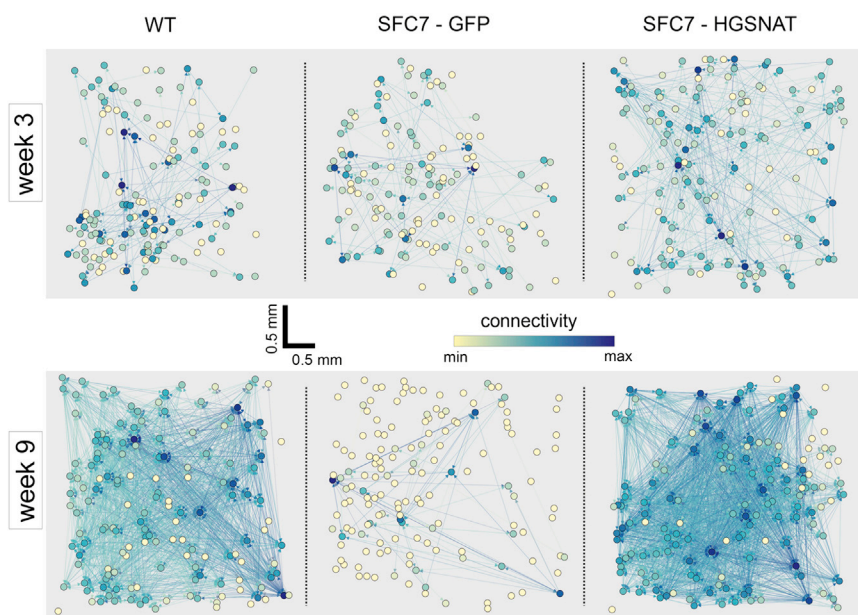 WT SFC7 - GFP SFC7 - HGSNAT
week 3
0.5 mm
0.5 mm
connectivity
min max
week 9